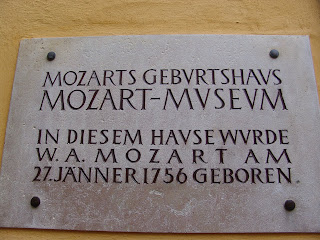 MOZARTS GEBVRTSHAVS
MOZART-MVSEVM
IN DIESEM HAVSE WVRDE
W. A. MOZART AM
27. JÄNNER 1756 GEBOREN.